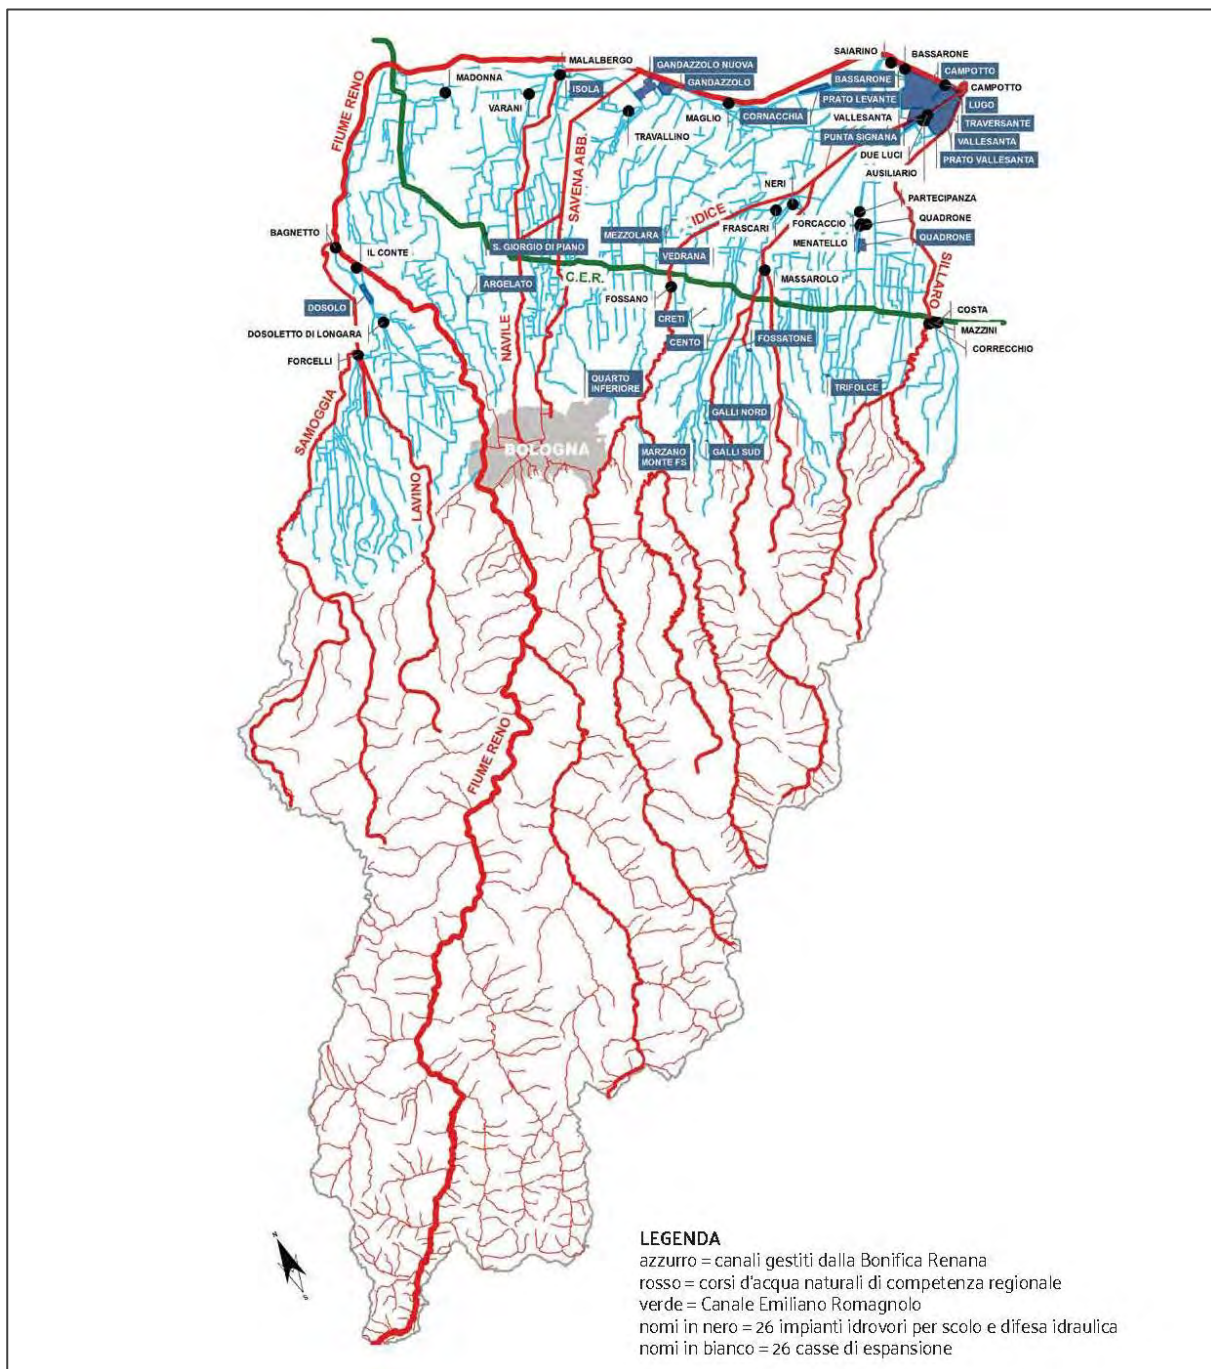 SAIARINO
BASSARONE
MALALBERGO
GANDAZZOLO NUOVA
CAMPOTTO
MADONNA
BASSARONE
GANDAZZOLO
CAMPOTTO
ISOLA
PRATO LEVANTE
LUGO
VARANI
MAGLIO
CORNACCHIA
VALLESANTA
TRAVERSANTE
TRAVALLINO
PUNTA SIGNANA
VALLESANTA
FIUME RENO
DUE LUCI
PRATO VALLESANTA
AUSILIARIO
SAVENA ABB.
NERI
PARTECIPANZA
IDICE
BAGNETTO
MEZZOLARA
FRASCARI
FORCACCIO
QUADRONE
IL CONTE
S. GIORGIO DI PIANO
VEDRANA
MENATELLO
QUADRONE
C.E.R.
MASSAROLO
SILLARO
ARGELATO
FOSSANO
DOSOLO
COSTA
CRETI
DOSOLETTO DI LONGARA
NAVILE
CENTO
FOSSATONE
MAZZINI
FORCELLI
CORRECCHIO
QUARTO
INFERIORE
TRIFOLCE
SAMOGGIA
GALLI NORD
BOLOGNA
MARZANO
MONTE FS
GALLI SUD
LAVINO
FIUME RENO
N
S
LEGENDA
azzurro = canali gestiti dalla Bonifica Renana
rosso = corsi d'acqua naturali di competenza regionale
verde = Canale Emiliano Romagnolo
nomi in nero = 26 impianti idrovori per scolo e difesa idraulica
nomi in bianco = 26 casse di espansione